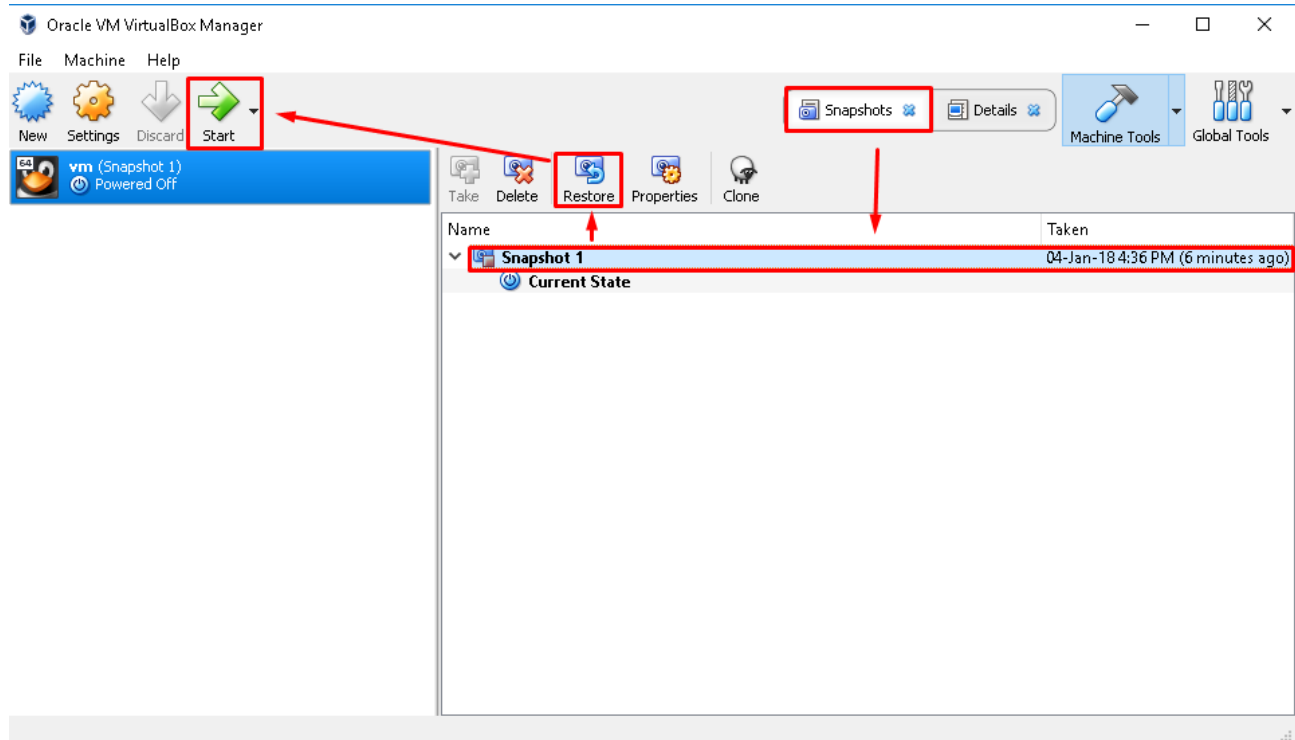 Oracle VM VirtualBox Manager
File Machine Help
New Settings Discard Start
Snapshots Details Machine Tools Global Tools
64
vm (Snapshot 1)
Powered Off
Take Delete Restore Properties Clone
Name Taken
Snapshot 1 04-Jan-18 4:36 PM (6 minutes ago)
Current State